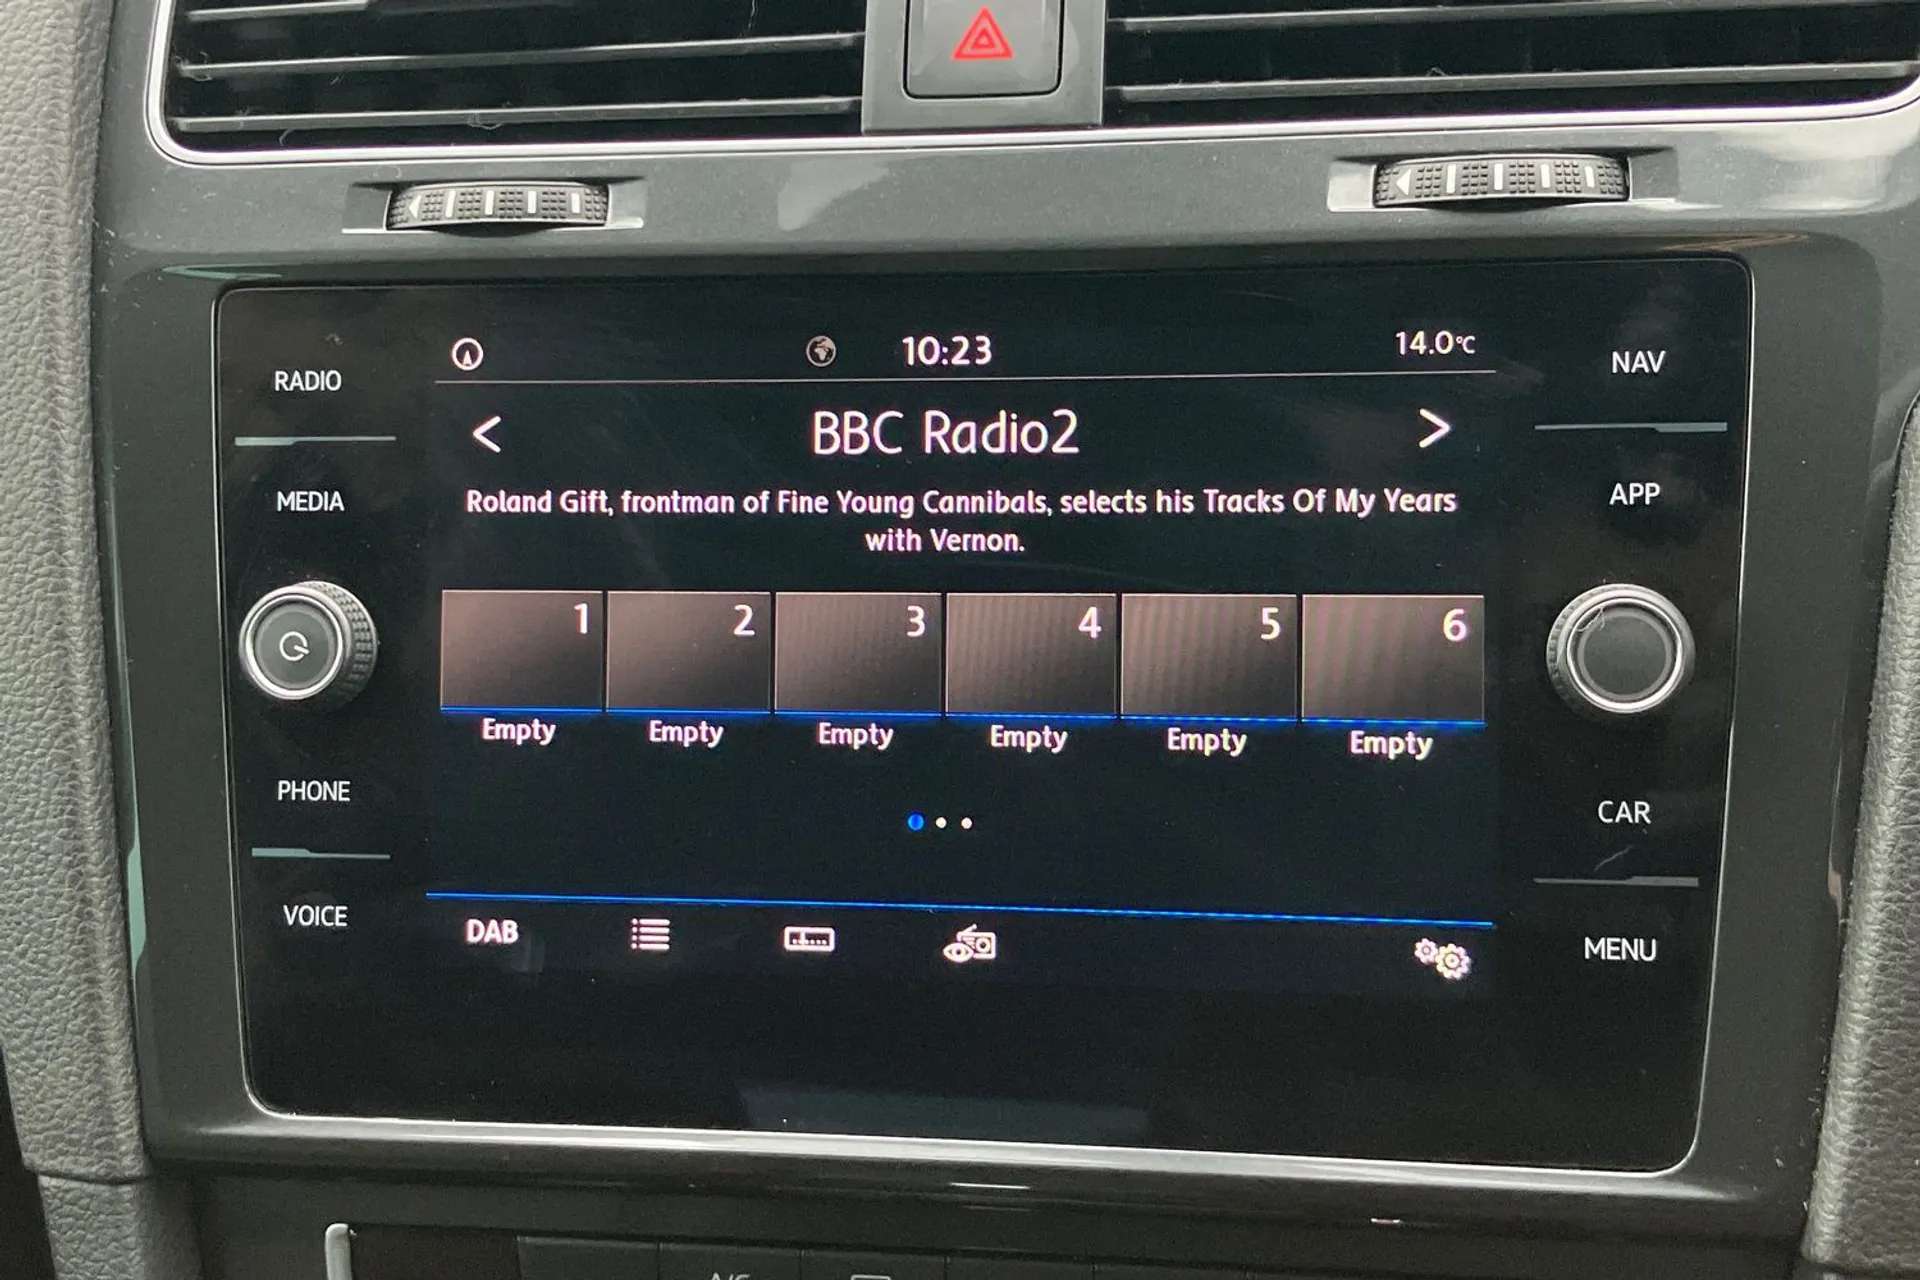 10:23
14.0°C
RADIO
NAV
< BBC Radio2 >
MEDIA
APP
Roland Gift, frontman of Fine Young Cannibals, selects his Tracks Of My Years
with Vernon.
1 2 3 4 5 6
Empty Empty Empty Empty Empty Empty
PHONE
CAR
VOICE
DAB
MENU
A/C